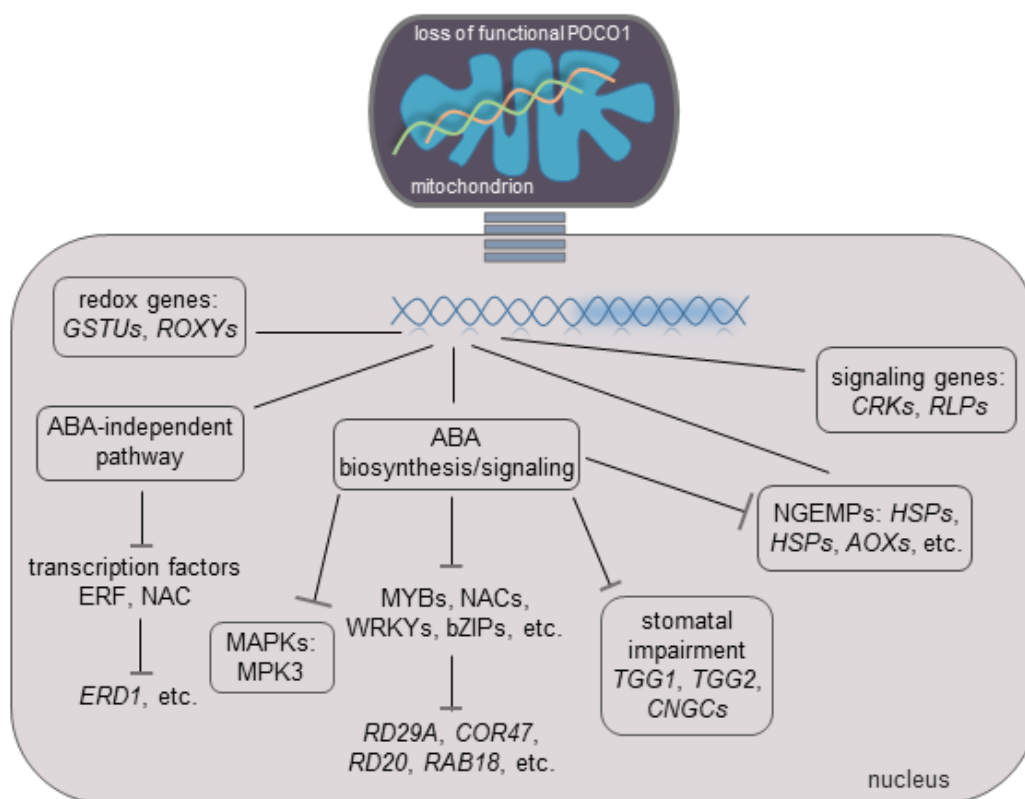 loss of functional POCO1
mitochondrion
redox genes:
GSTUs, ROXYs
signaling genes:
CRKs, RLPs
ABA-independent
pathway
ABA
biosynthesis/signaling
NGEMPs: HSPs,
HSPs, AOXs, etc.
transcription factors
ERF, NAC
ERD1, etc.
MAPKs:
MPK3
MYBs, NACs,
WRKYs, bZIPs, etc.
RD29A, COR47,
RD20, RAB18, etc.
stomatal
impairment
TGG1, TGG2,
CNGCs
nucleus